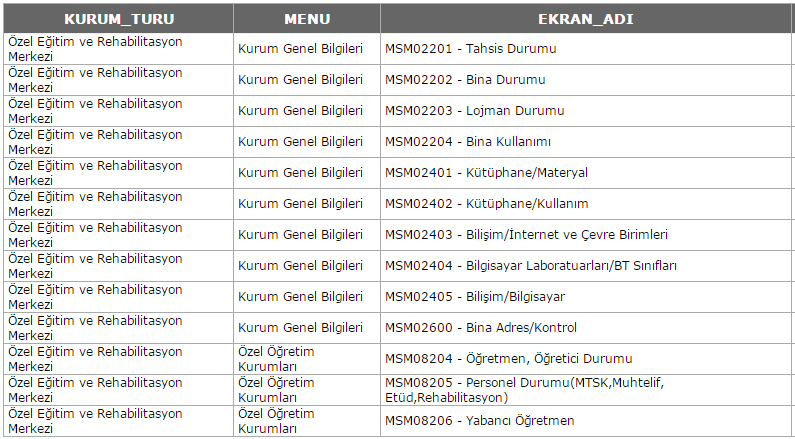 KURUM_TURU MENU EKRAN_ADI
Özel Eğitim ve Rehabilitasyon Merkezi Kurum Genel Bilgileri MSM02201 - Tahsis Durumu
Özel Eğitim ve Rehabilitasyon Merkezi Kurum Genel Bilgileri MSM02202 - Bina Durumu
Özel Eğitim ve Rehabilitasyon Merkezi Kurum Genel Bilgileri MSM02203 - Lojman Durumu
Özel Eğitim ve Rehabilitasyon Merkezi Kurum Genel Bilgileri MSM02204 - Bina Kullanımı
Özel Eğitim ve Rehabilitasyon Merkezi Kurum Genel Bilgileri MSM02401 - Kütüphane/Materyal
Özel Eğitim ve Rehabilitasyon Merkezi Kurum Genel Bilgileri MSM02402 - Kütüphane/Kullanım
Özel Eğitim ve Rehabilitasyon Merkezi Kurum Genel Bilgileri MSM02403 - Bilişim/İnternet ve Çevre Birimleri
Özel Eğitim ve Rehabilitasyon Merkezi Kurum Genel Bilgileri MSM02404 - Bilgisayar Laboratuarları/BT Sınıfları
Özel Eğitim ve Rehabilitasyon Merkezi Kurum Genel Bilgileri MSM02405 - Bilişim/Bilgisayar
Özel Eğitim ve Rehabilitasyon Merkezi Kurum Genel Bilgileri MSM02600 - Bina Adres/Kontrol
Özel Eğitim ve Rehabilitasyon Merkezi Özel Öğretim Kurumları MSM08204 - Öğretmen, Öğretici Durumu
Özel Eğitim ve Rehabilitasyon Merkezi Özel Öğretim Kurumları MSM08205 - Personel Durumu(MTSK,Muhtelif, Etüd,Rehabilitasyon)
Özel Eğitim ve Rehabilitasyon Merkezi Özel Öğretim Kurumları MSM08206 - Yabancı Öğretmen